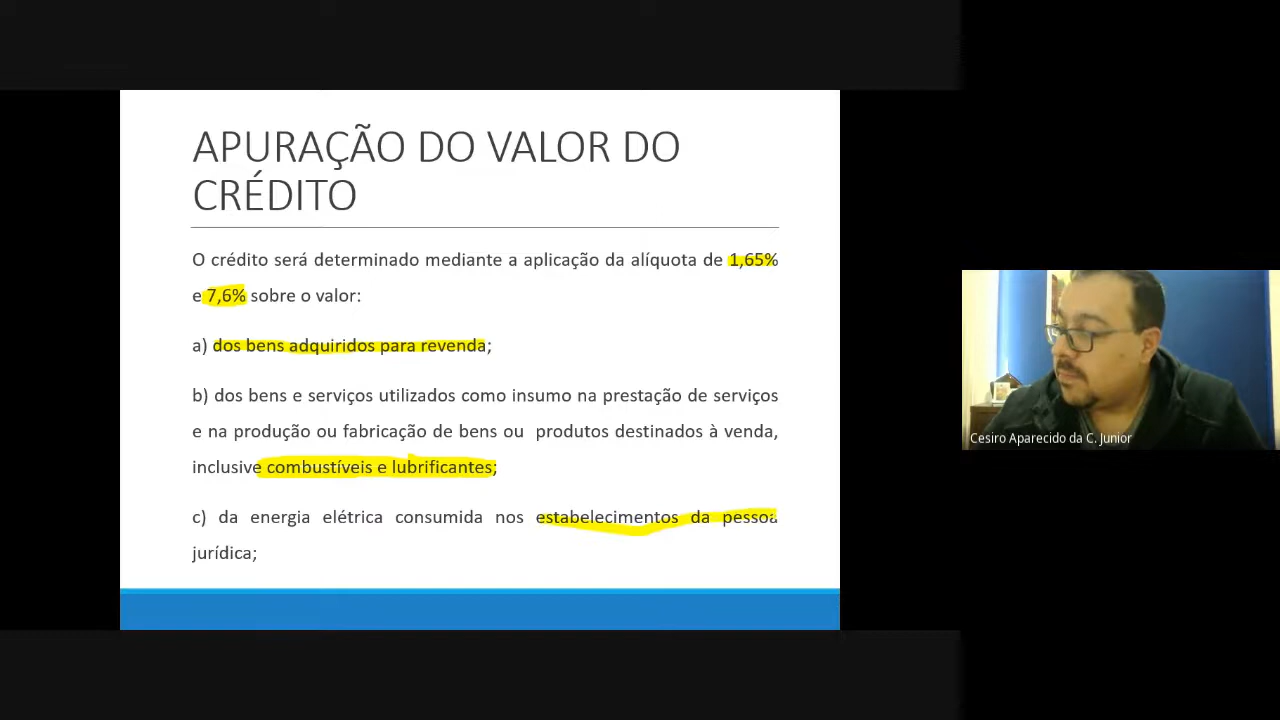 APURAÇÃO DO VALOR DO
CRÉDITO
O crédito será determinado mediante a aplicação da alíquota de 1,65%
e 7,6% sobre o valor:
a) dos bens adquiridos para revenda;
b) dos bens e serviços utilizados como insumo na prestação de serviços
e na produção ou fabricação de bens ou produtos destinados à venda,
inclusive combustíveis e lubrificantes;
c) da energia elétrica consumida nos estabelecimentos da pessoa
jurídica;
Cesiro Aparecido da C. Junior